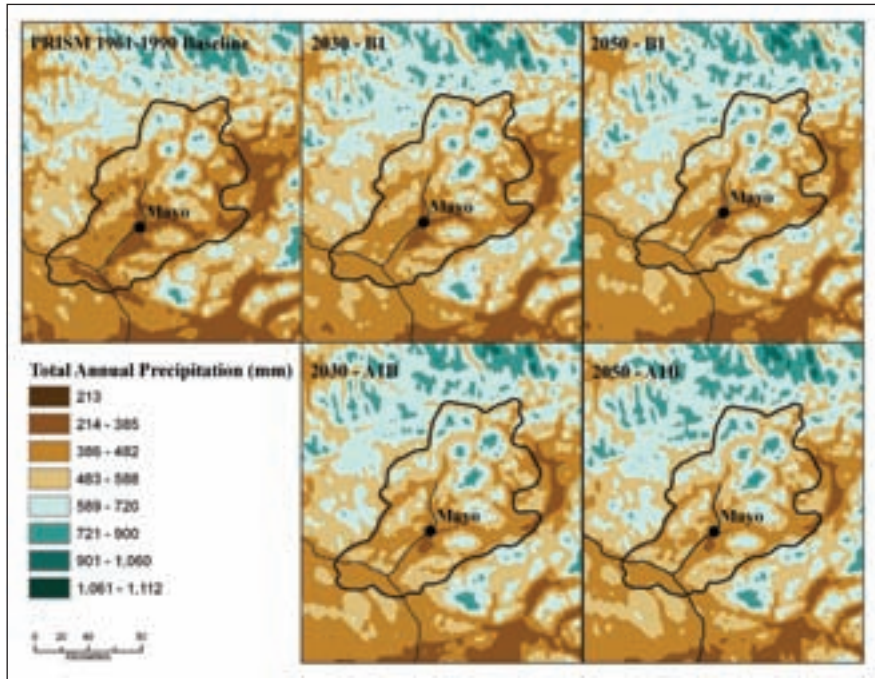 PRISM 1961-1990 Baseline
2030 - B1
2050 - B1
Mayo
Mayo
Mayo
Total Annual Precipitation (mm)
213
214 - 385
386 - 482
483 - 588
589 - 720
721 - 900
901 - 1,060
1,061 - 1,112
0 20 40 80
Kilometers
2030 - A1B
2050 - A1B
Mayo
Mayo